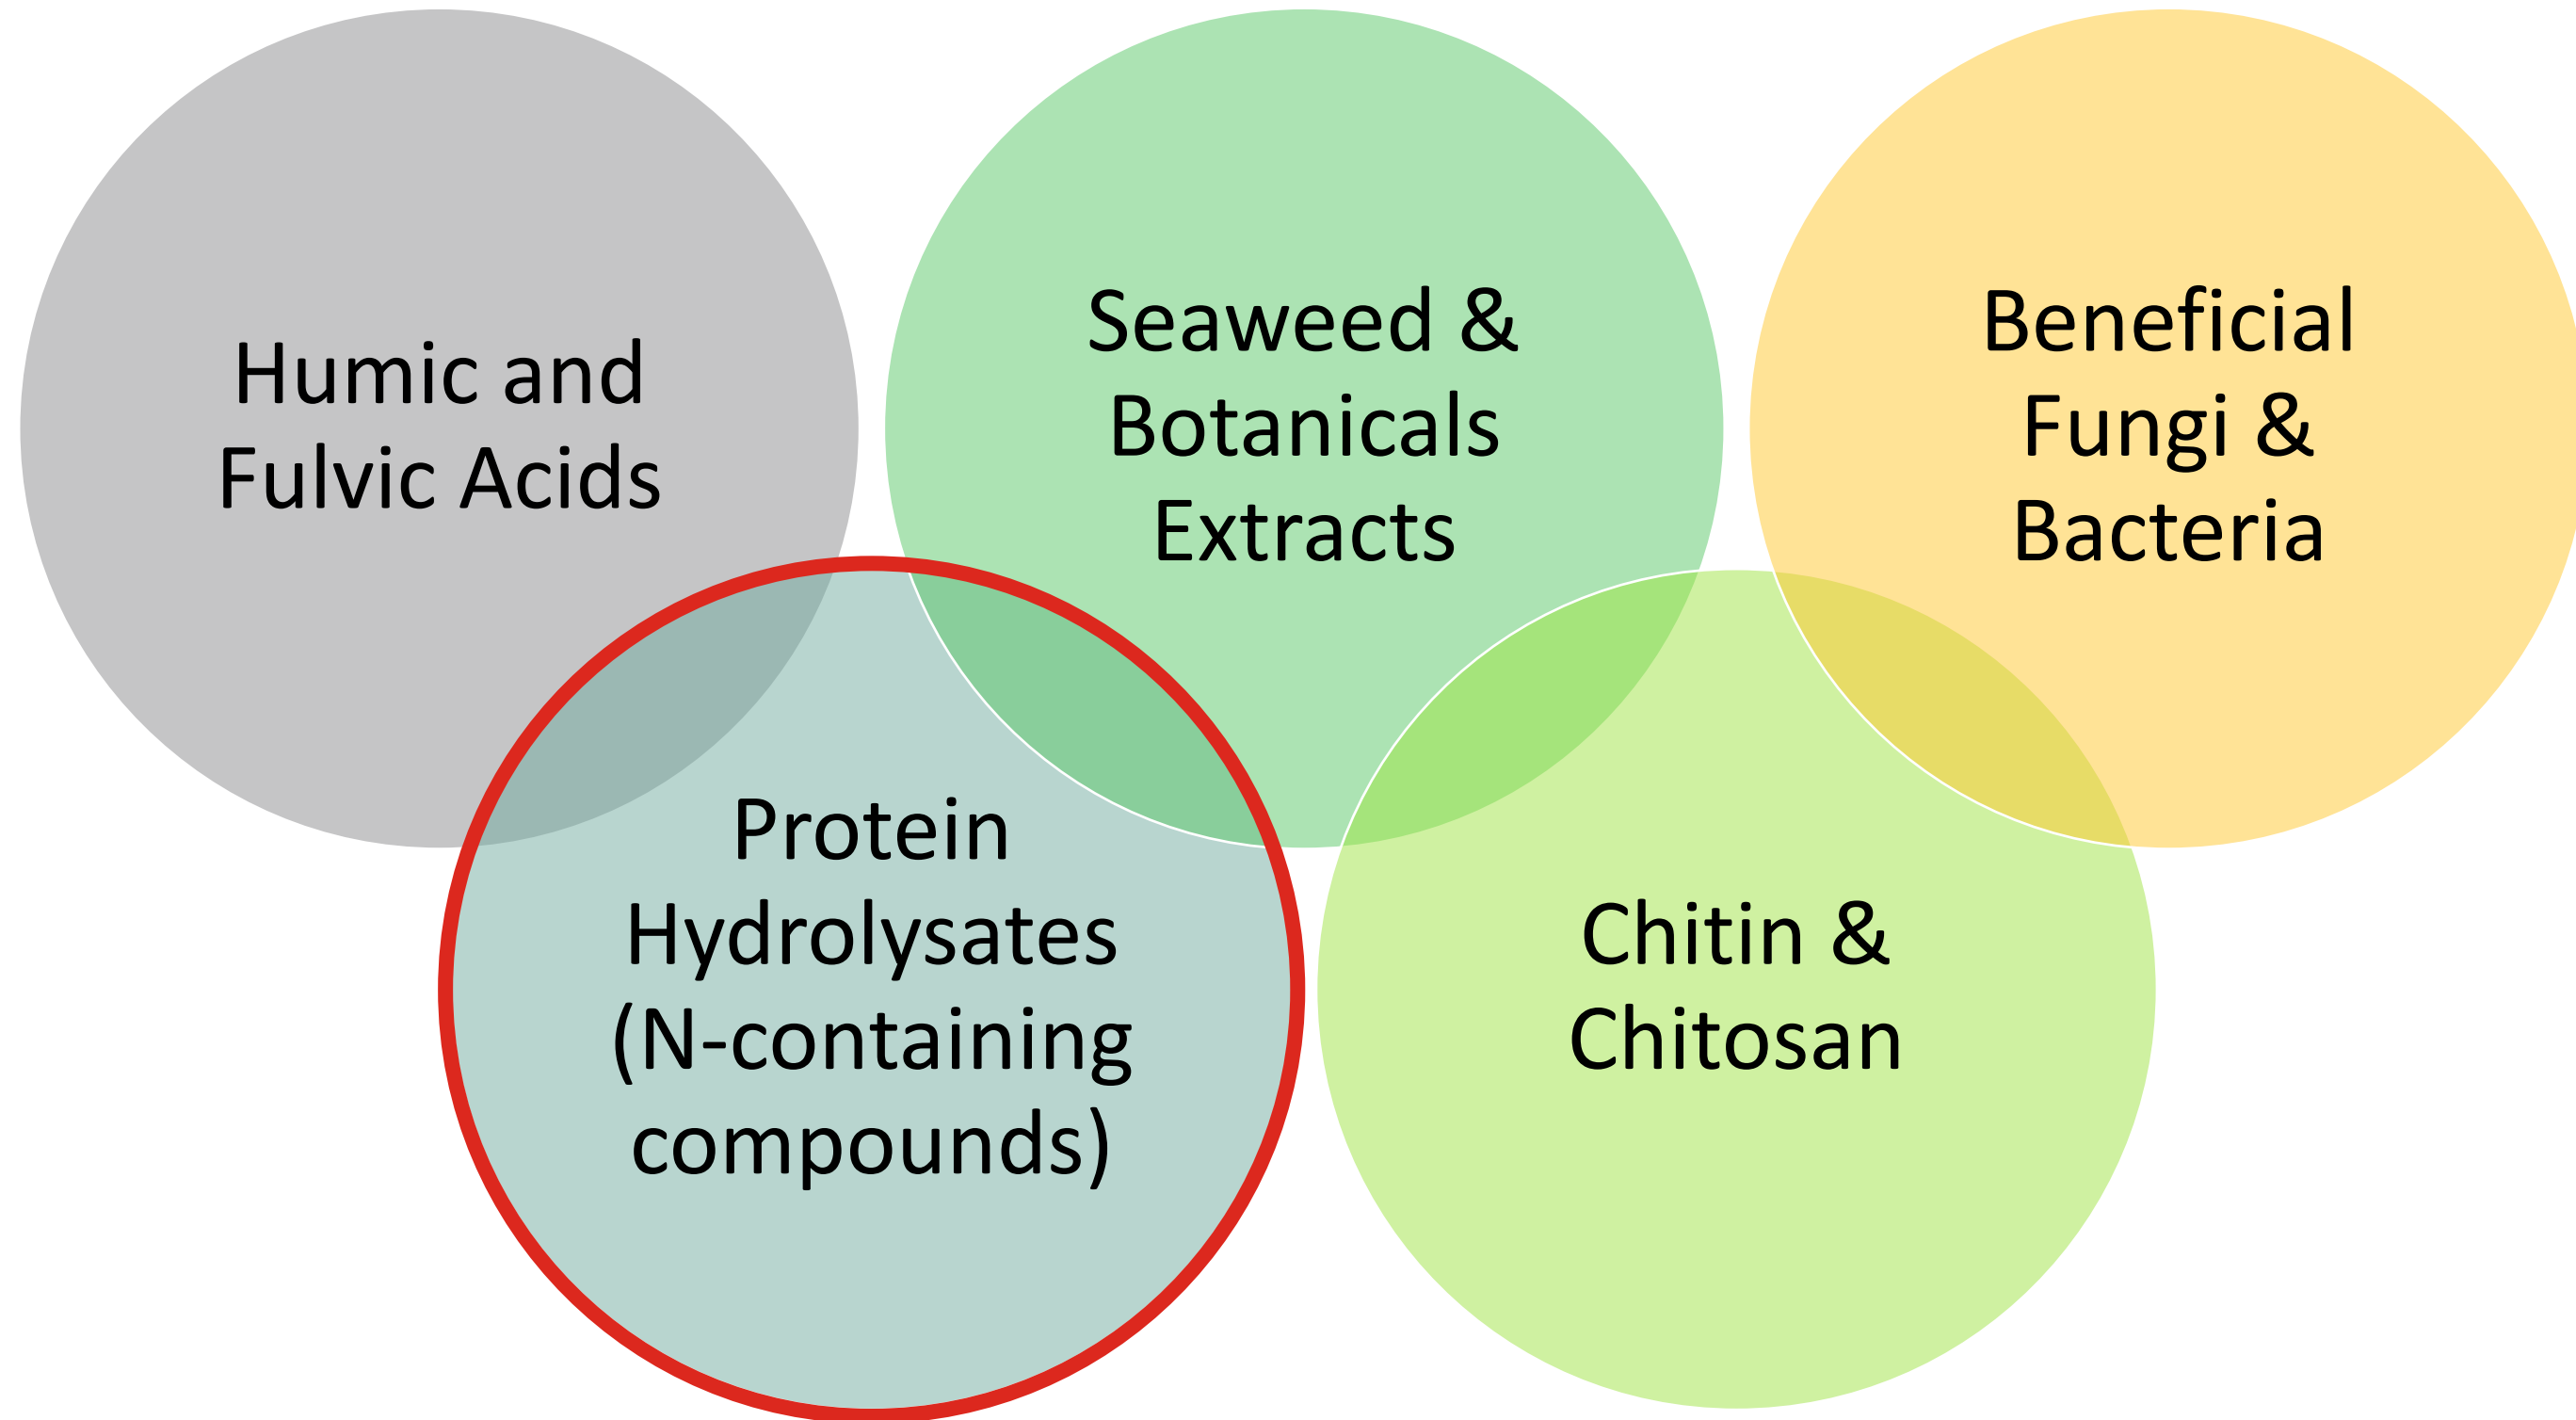 Humic and
Fulvic Acids
Seaweed &
Botanicals
Extracts
Beneficial
Fungi &
Bacteria
Protein
Hydrolysates
(N-containing
compounds)
Chitin &
Chitosan